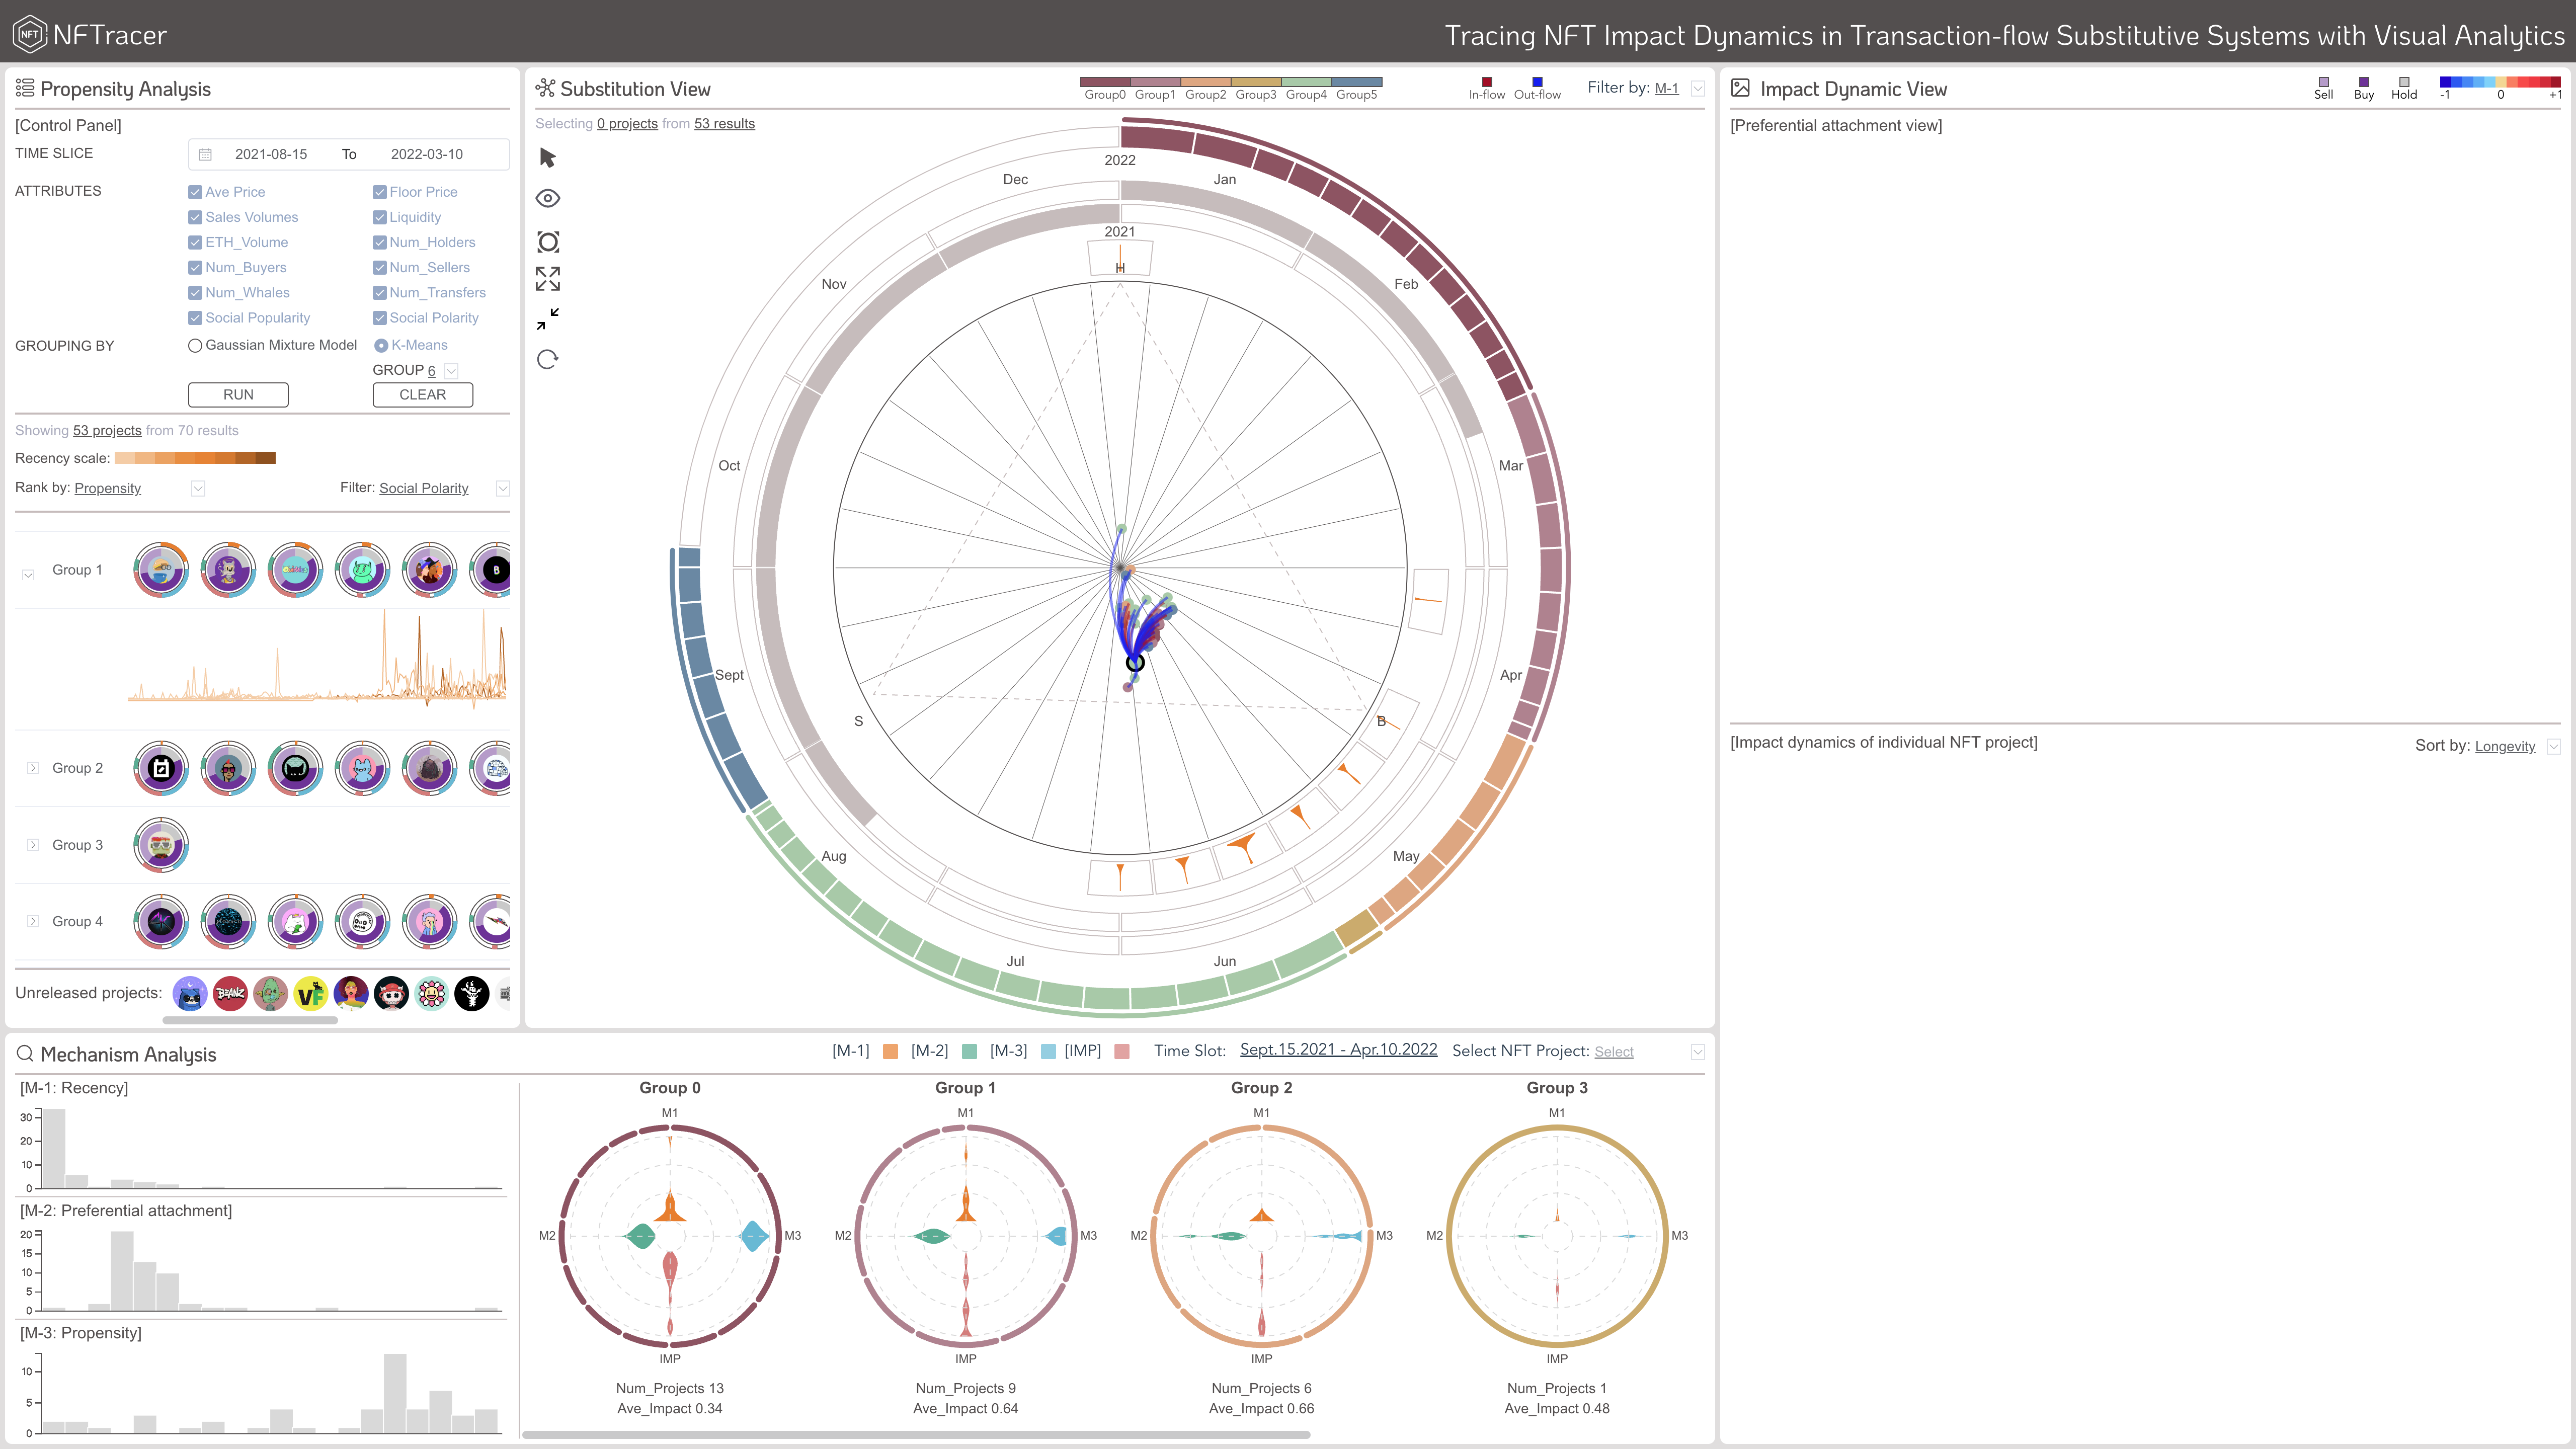 NFT NFTracer
Tracing NFT Impact Dynamics in Transaction-flow Substitutive Systems with Visual Analytics
Propensity Analysis
[Control Panel]
TIME SLICE 2021-08-15 To 2022-03-10
ATTRIBUTES Ave Price Floor Price
Sales Volumes Liquidity
ETH_Volume Num_Holders
Num_Buyers Num_Sellers
Num_Whales Num_Transfers
Social Popularity Social Polarity
GROUPING BY Gaussian Mixture Model K-Means
GROUP 6
RUN CLEAR
Showing 53 projects from 70 results
Recency scale:
Rank by: Propensity Filter: Social Polarity
Group 1
B
Group 2
Group 3
Group 4
Unreleased projects:
BEANZ
VF
Substitution View
Group0 Group1 Group2 Group3 Group4 Group5
In-flow Out-flow
Filter by: M-1
Selecting 0 projects from 53 results
2022
Dec Jan
2021
H
Nov Feb
Oct Mar
Sept Apr
S B
Aug May
Jul Jun
Impact Dynamic View
Sell Buy Hold -1 0 +1
[Preferential attachment view]
[Impact dynamics of individual NFT project] Sort by: Longevity
Mechanism Analysis
[M-1] [M-2] [M-3] [IMP] Time Slot: Sept.15.2021 - Apr.10.2022 Select NFT Project: Select
[M-1: Recency]
30
20
10
0
[M-2: Preferential attachment]
20
15
10
5
0
[M-3: Propensity]
10
5
0
Group 0
M1
M2 M3
IMP
Num_Projects 13
Ave_Impact 0.34
Group 1
M1
M2 M3
IMP
Num_Projects 9
Ave_Impact 0.64
Group 2
M1
M2 M3
IMP
Num_Projects 6
Ave_Impact 0.66
Group 3
M1
M2 M3
IMP
Num_Projects 1
Ave_Impact 0.48